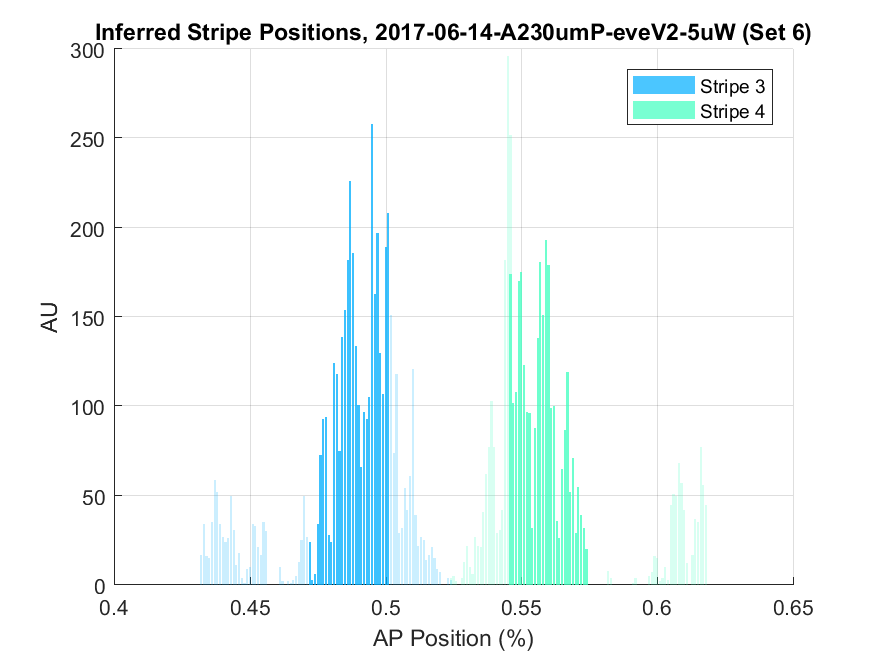 Inferred Stripe Positions, 2017-06-14-A230umP-eveV2-5uW (Set 6)
300
250
200
150
100
50
0
AU
Stripe 3
Stripe 4
0.4 0.45 0.5 0.55 0.6 0.65
AP Position (%)